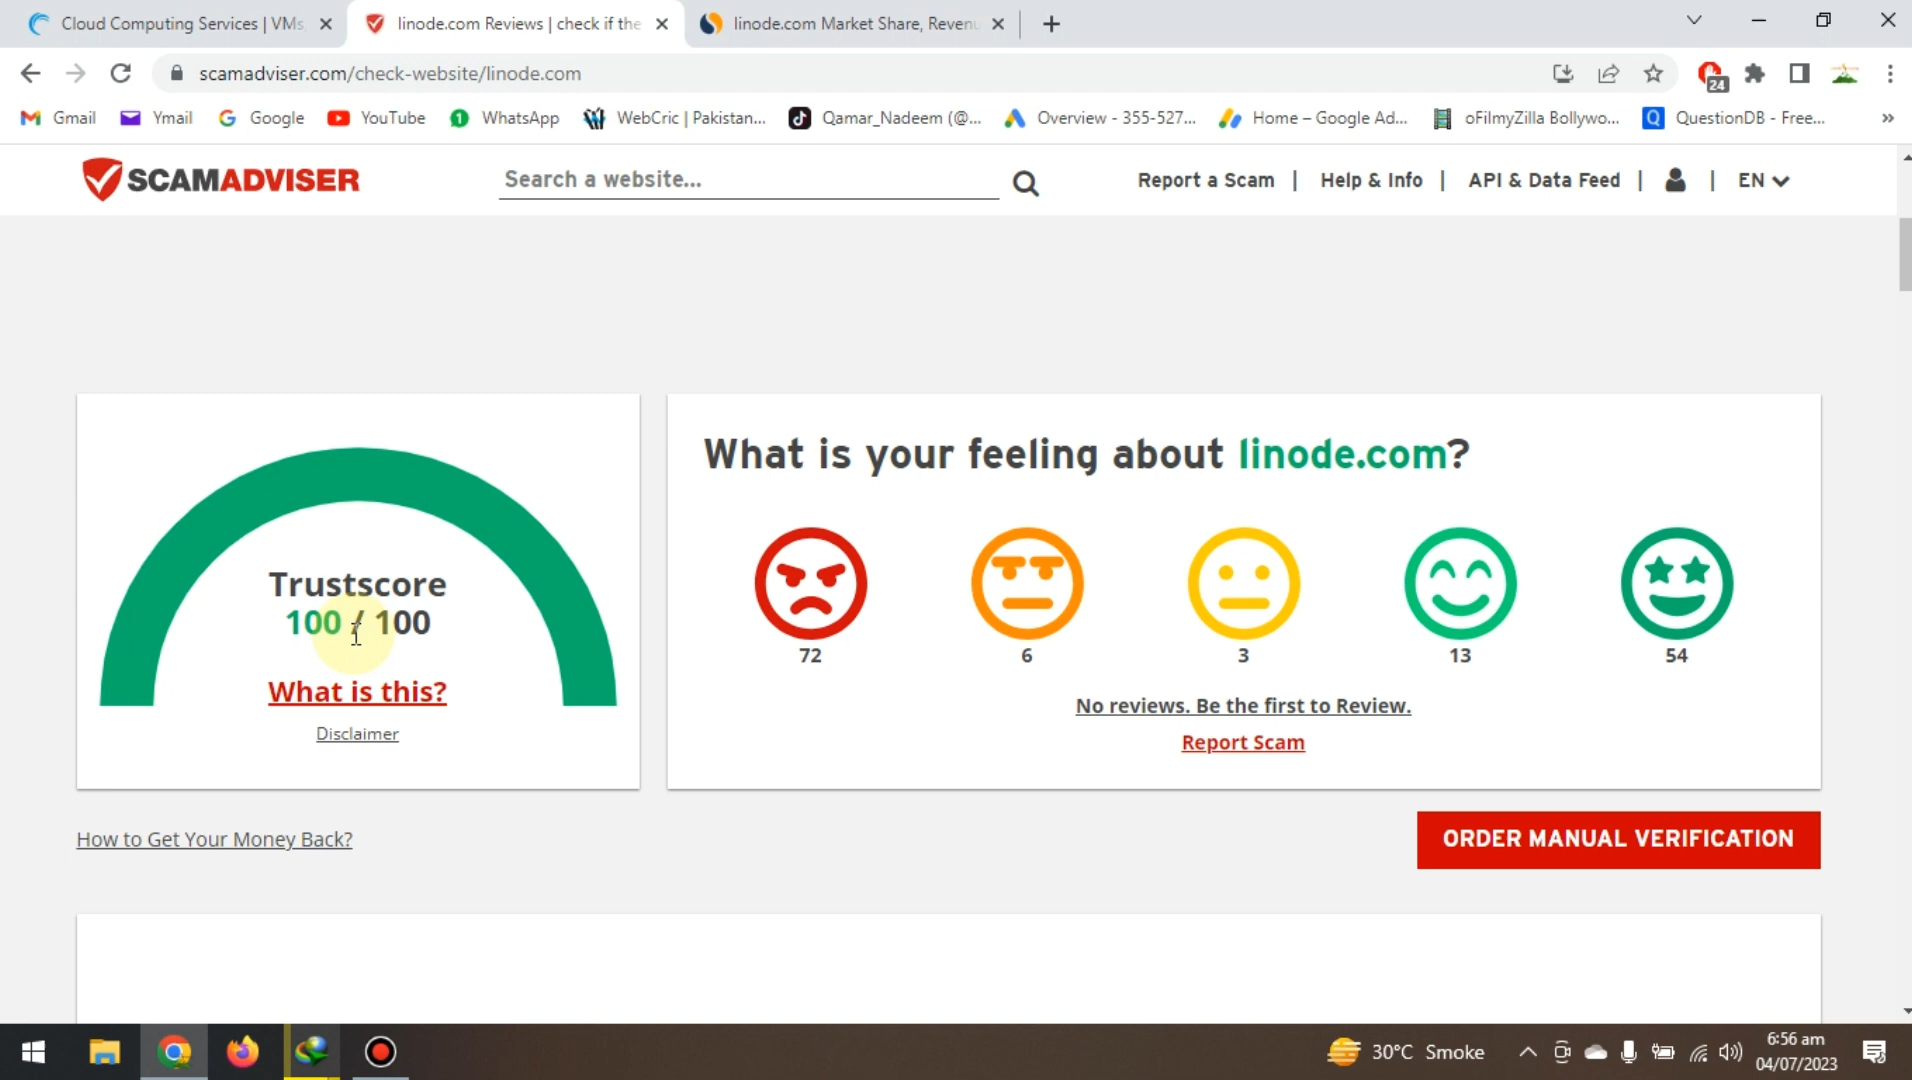 Cloud Computing Services | VMs,
linode.com Reviews | check if the
linode.com Market Share, Revenu
scamadviser.com/check-website/linode.com
24
Gmail
Ymail
Google
YouTube
1
WhatsApp
WebCric | Pakistan...
Qamar_Nadeem (@...
Overview - 355-527...
Home – Google Ad...
oFilmyZilla Bollywo...
Q
QuestionDB - Free...
»
SCAMADVISER
Search a website...
Report a Scam |
Help & Info |
API & Data Feed |
|
EN
Trustscore
100 / 100
What is this?
Disclaimer
What is your feeling about linode.com?
72
6
3
13
54
No reviews. Be the first to Review.
Report Scam
How to Get Your Money Back?
ORDER MANUAL VERIFICATION
30°C Smoke
6:56 am
04/07/2023